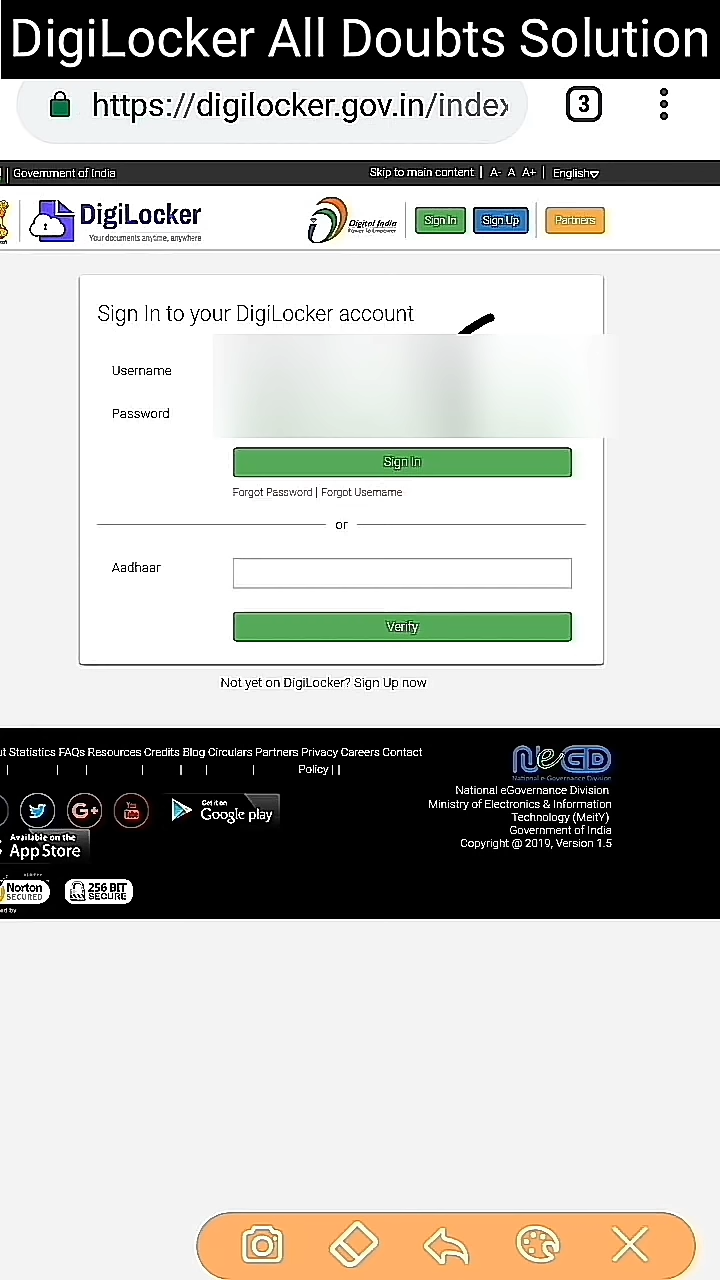 DigiLocker All Doubts Solution
https://digilocker.gov.in/index
3
Government of India
Skip to main content | A- A A+ | English
DigiLocker
Your documents anytime, anywhere
Digital India
Power To Empower
Sign In
Sign Up
Partners
Sign In to your DigiLocker account
Username
Password
Sign In
Forgot Password | Forgot Username
or
Aadhaar
Verify
Not yet on DigiLocker? Sign Up now
Statistics FAQs Resources Credits Blog Circulars Partners Privacy Careers Contact
Policy
NeGD
National e-Governance Division
National eGovernance Division
Ministry of Electronics & Information
Technology (MeitY)
Government of India
Copyright @ 2019, Version 1.5
G+
You
Tube
Get it on
Google play
Available on the
App Store
Norton
SECURED
256 BIT
SECURE